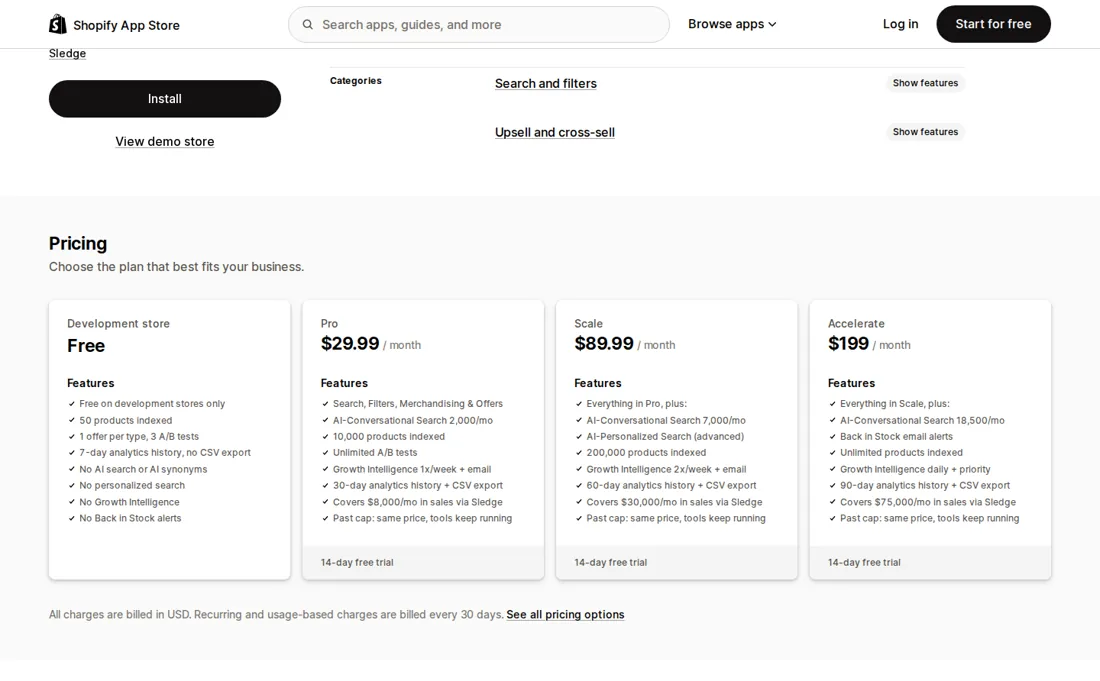 Shopify App Store
Search apps, guides, and more
Browse apps
Log in
Start for free
Sledge
Install
View demo store
Categories
Search and filters
Show features
Upsell and cross-sell
Show features
Pricing
Choose the plan that best fits your business.
Development store
Free
Features
Free on development stores only
50 products indexed
1 offer per type, 3 A/B tests
7-day analytics history, no CSV export
No AI search or AI synonyms
No personalized search
No Growth Intelligence
No Back in Stock alerts
Pro
$29.99 / month
Features
Search, Filters, Merchandising & Offers
AI-Conversational Search 2,000/mo
10,000 products indexed
Unlimited A/B tests
Growth Intelligence 1x/week + email
30-day analytics history + CSV export
Covers $8,000/mo in sales via Sledge
Past cap: same price, tools keep running
14-day free trial
Scale
$89.99 / month
Features
Everything in Pro, plus:
AI-Conversational Search 7,000/mo
AI-Personalized Search (advanced)
200,000 products indexed
Growth Intelligence 2x/week + email
60-day analytics history + CSV export
Covers $30,000/mo in sales via Sledge
Past cap: same price, tools keep running
14-day free trial
Accelerate
$199 / month
Features
Everything in Scale, plus:
AI-Conversational Search 18,500/mo
Back in Stock email alerts
Unlimited products indexed
Growth Intelligence daily + priority
90-day analytics history + CSV export
Covers $75,000/mo in sales via Sledge
Past cap: same price, tools keep running
14-day free trial
All charges are billed in USD. Recurring and usage-based charges are billed every 30 days. See all pricing options